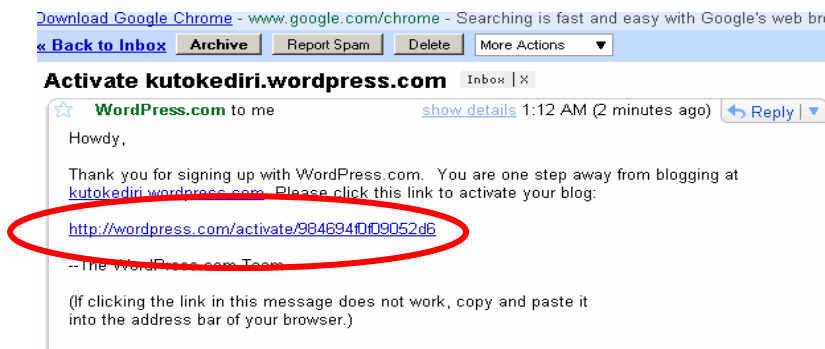 Download Google Chrome - www.google.com/chrome - Searching is fast and easy with Google's web bro
« Back to Inbox Archive Report Spam Delete More Actions
Activate kutokediri.wordpress.com Inbox | X
WordPress.com to me show details 1:12 AM (2 minutes ago) Reply
Howdy,
Thank you for signing up with WordPress.com. You are one step away from blogging at
kutokediri.wordpress.com. Please click this link to activate your blog:
http://wordpress.com/activate/984694f0f09052d6
--The WordPress.com Team
(If clicking the link in this message does not work, copy and paste it
into the address bar of your browser.)